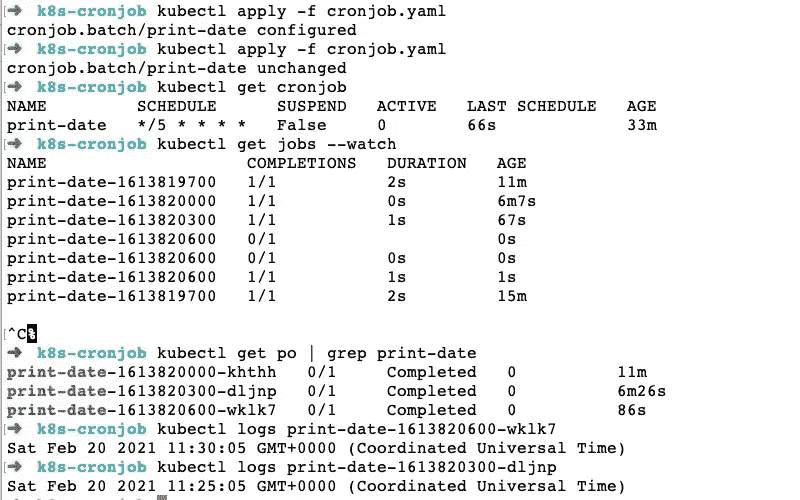 ➜ k8s-cronjob kubectl apply -f cronjob.yaml
cronjob.batch/print-date configured
➜ k8s-cronjob kubectl apply -f cronjob.yaml
cronjob.batch/print-date unchanged
➜ k8s-cronjob kubectl get cronjob
NAME SCHEDULE SUSPEND ACTIVE LAST SCHEDULE AGE
print-date */5 * * * * False 0 66s 33m
➜ k8s-cronjob kubectl get jobs --watch
NAME COMPLETIONS DURATION AGE
print-date-1613819700 1/1 2s 11m
print-date-1613820000 1/1 0s 6m7s
print-date-1613820300 1/1 1s 67s
print-date-1613820600 0/1 0s
print-date-1613820600 0/1 0s 0s
print-date-1613820600 1/1 1s 1s
print-date-1613819700 1/1 2s 15m
^C%
➜ k8s-cronjob kubectl get po | grep print-date
print-date-1613820000-khthh 0/1 Completed 0 11m
print-date-1613820300-dljnp 0/1 Completed 0 6m26s
print-date-1613820600-wklk7 0/1 Completed 0 86s
➜ k8s-cronjob kubectl logs print-date-1613820600-wklk7
Sat Feb 20 2021 11:30:05 GMT+0000 (Coordinated Universal Time)
➜ k8s-cronjob kubectl logs print-date-1613820300-dljnp
Sat Feb 20 2021 11:25:05 GMT+0000 (Coordinated Universal Time)
➜ k8s-cronjob